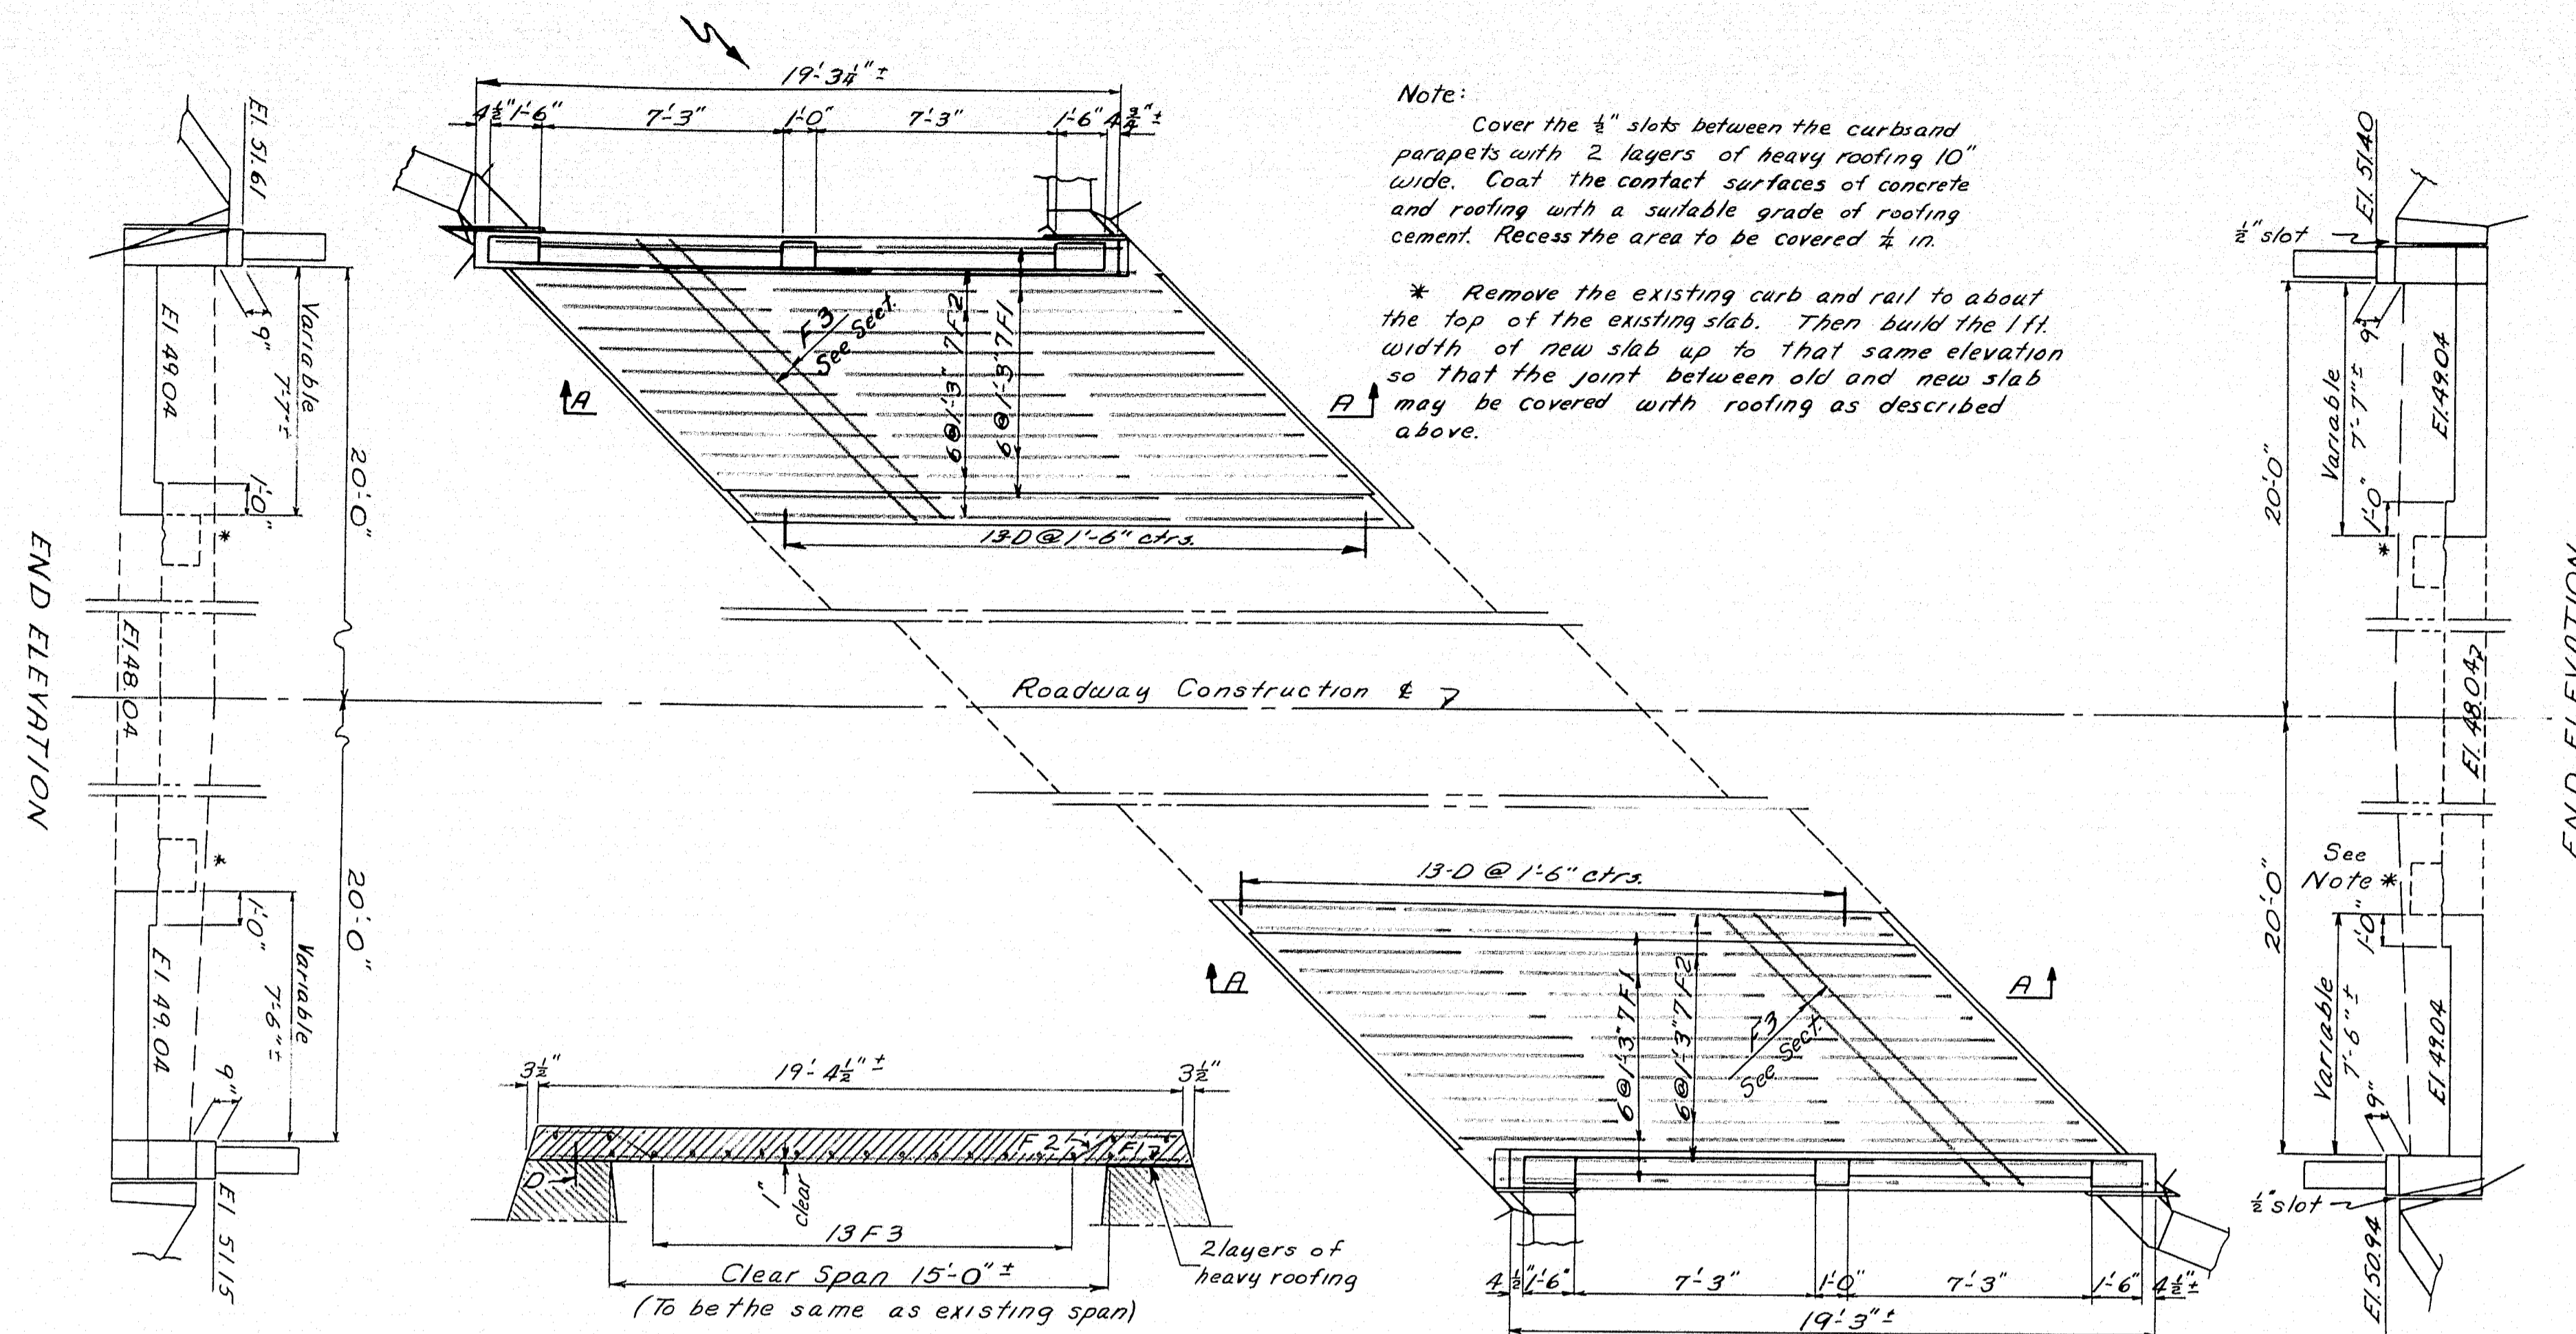 19'-3¼" ±
4½" 1'-6" 7'-3" 1'-0" 7'-3" 1'-6" 4¾" ±
Note:
Cover the ½" slots between the curbs and
parapets with 2 layers of heavy roofing 10"
wide. Coat the contact surfaces of concrete
and roofing with a suitable grade of roofing
cement. Recess the area to be covered ¼ in.
* Remove the existing curb and rail to about
the top of the existing slab. Then build the 1 ft.
width of new slab up to that same elevation
so that the joint between old and new slab
may be covered with roofing as described
above.
El. 51.61
El 49.04
9"
Variable
7'-7"±
1'-0"
*
20'-0"
END ELEVATION
El. 48.04
*
20'-0"
1'-0"
7'-6"±
Variable
El 49.04
9"
El 51.15
F3
See Sect.
6@1'-3" 7F2
6@1'-3" 7F1
A
A
13-D @ 1'-6" ctrs.
Roadway Construction ℄
13-D @ 1'-6" ctrs.
A
A
6@1'-3" 7F1
6@1'-3" 7F2
F3
See Sect.
4½" 1'-6" 7'-3" 1'-0" 7'-3" 1'-6" 4½"±
19'-3" ±
3½" 19'-4½" ± 3½"
F2 F1
D
1"
clear
13 F3
Clear Span 15'-0" ±
(To be the same as existing span)
2 layers of
heavy roofing
El. 51.40
½" slot
9"
Variable
7'-7"±
1'-0"
El. 49.04
*
20'-0"
El. 48.04
END ELEVATION
See
Note *
20'-0"
1'-0"
Variable
7'-6"±
9"
El. 49.04
½" slot
El. 50.94